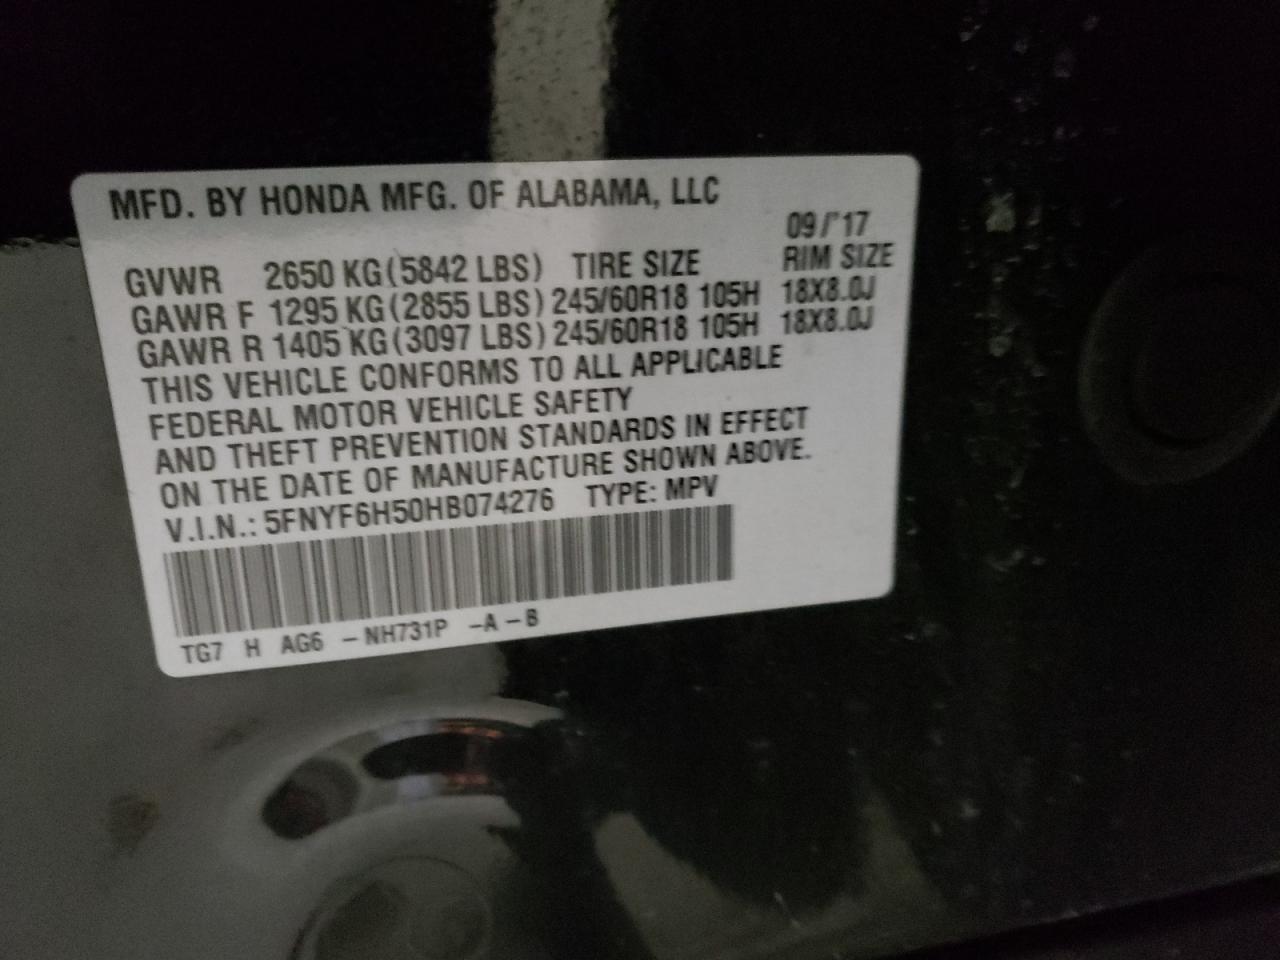 MFD. BY HONDA MFG. OF ALABAMA, LLC
09/'17
GVWR 2650 KG(5842 LBS) TIRE SIZE RIM SIZE
GAWR F 1295 KG(2855 LBS) 245/60R18 105H 18X8.0J
GAWR R 1405 KG(3097 LBS) 245/60R18 105H 18X8.0J
THIS VEHICLE CONFORMS TO ALL APPLICABLE
FEDERAL MOTOR VEHICLE SAFETY
AND THEFT PREVENTION STANDARDS IN EFFECT
ON THE DATE OF MANUFACTURE SHOWN ABOVE.
V.I.N.: 5FNYF6H50HB074276 TYPE: MPV
TG7 H AG6 -NH731P -A-B